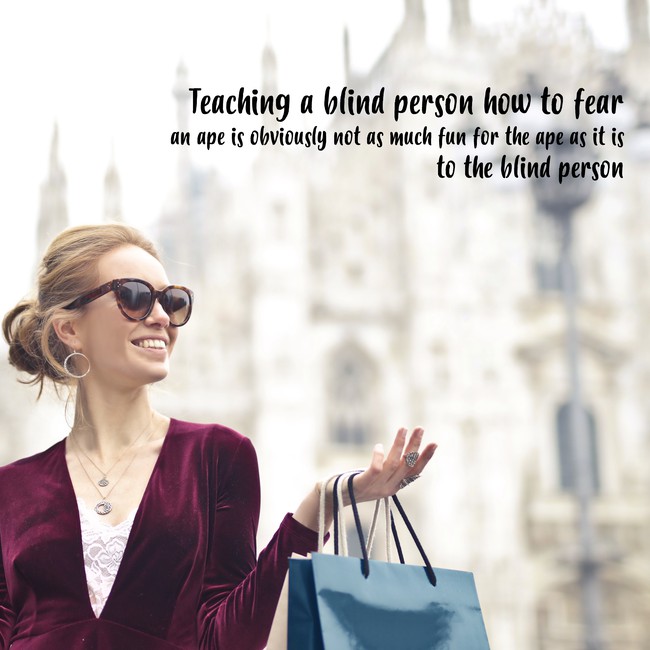 Teaching a blind person how to fear
an ape is obviously not as much fun for the ape as it is
to the blind person